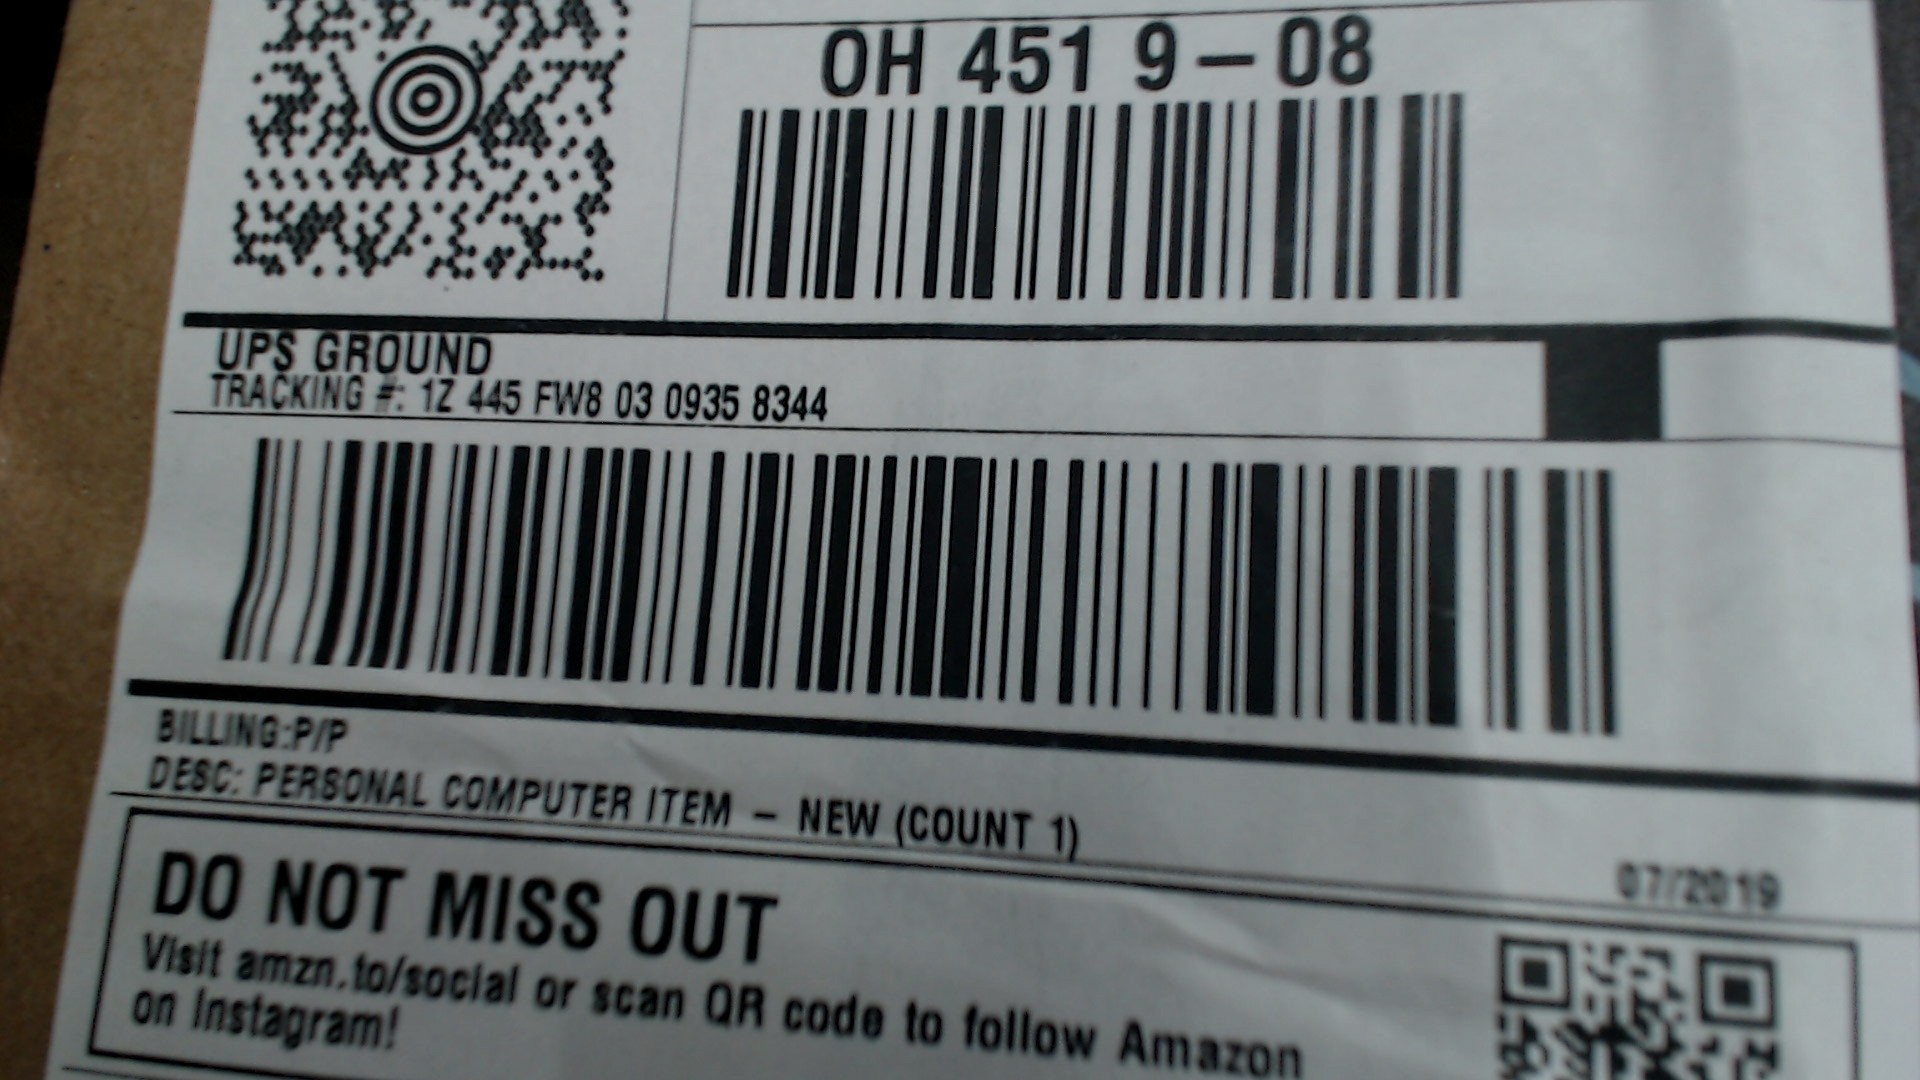 OH 451 9-08
UPS GROUND
TRACKING #: 1Z 445 FW8 03 0935 8344
BILLING:P/P
DESC: PERSONAL COMPUTER ITEM - NEW (COUNT 1)
07/2019
DO NOT MISS OUT
Visit amzn.to/social or scan QR code to follow Amazon
on Instagram!